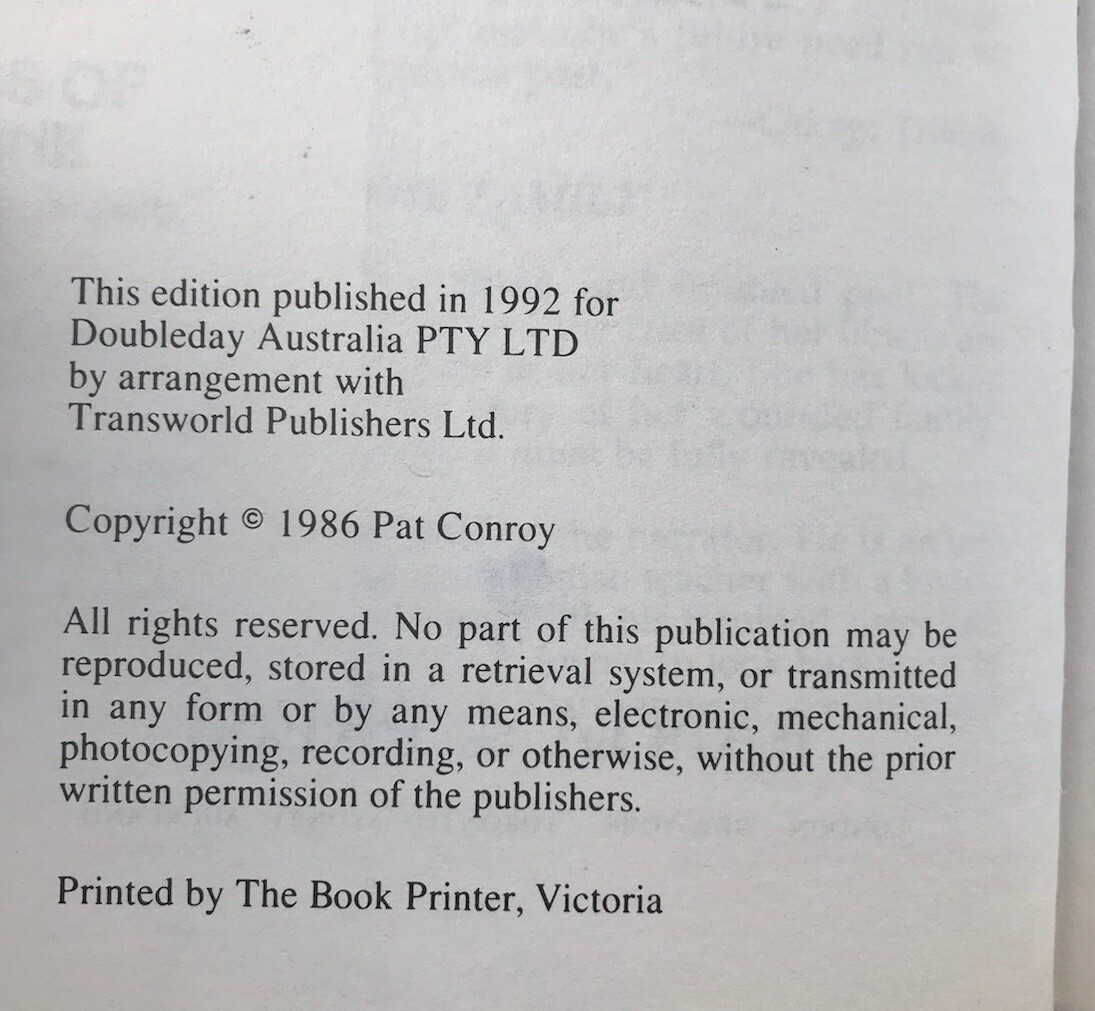 This edition published in 1992 for
Doubleday Australia PTY LTD
by arrangement with
Transworld Publishers Ltd.
Copyright © 1986 Pat Conroy
All rights reserved. No part of this publication may be
reproduced, stored in a retrieval system, or transmitted
in any form or by any means, electronic, mechanical,
photocopying, recording, or otherwise, without the prior
written permission of the publishers.
Printed by The Book Printer, Victoria